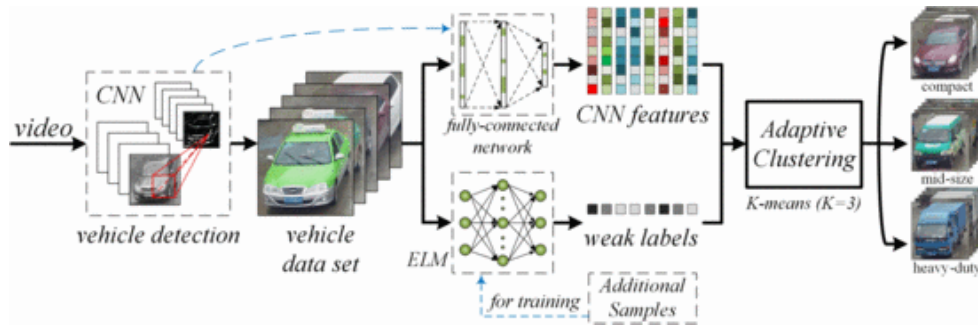 video
CNN
vehicle detection
vehicle
data set
fully-connected
network
CNN features
ELM
weak labels
for training
Additional
Samples
Adaptive
Clustering
K-means (K=3)
compact
mid-size
heavy-duty